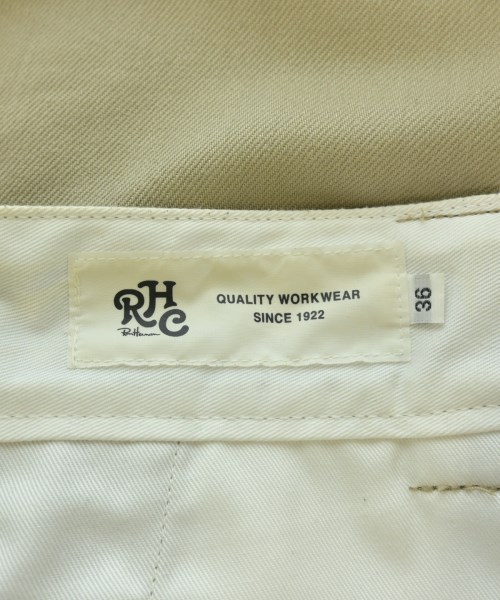 RHC
Ron Herman
QUALITY WORKWEAR
SINCE 1922
36